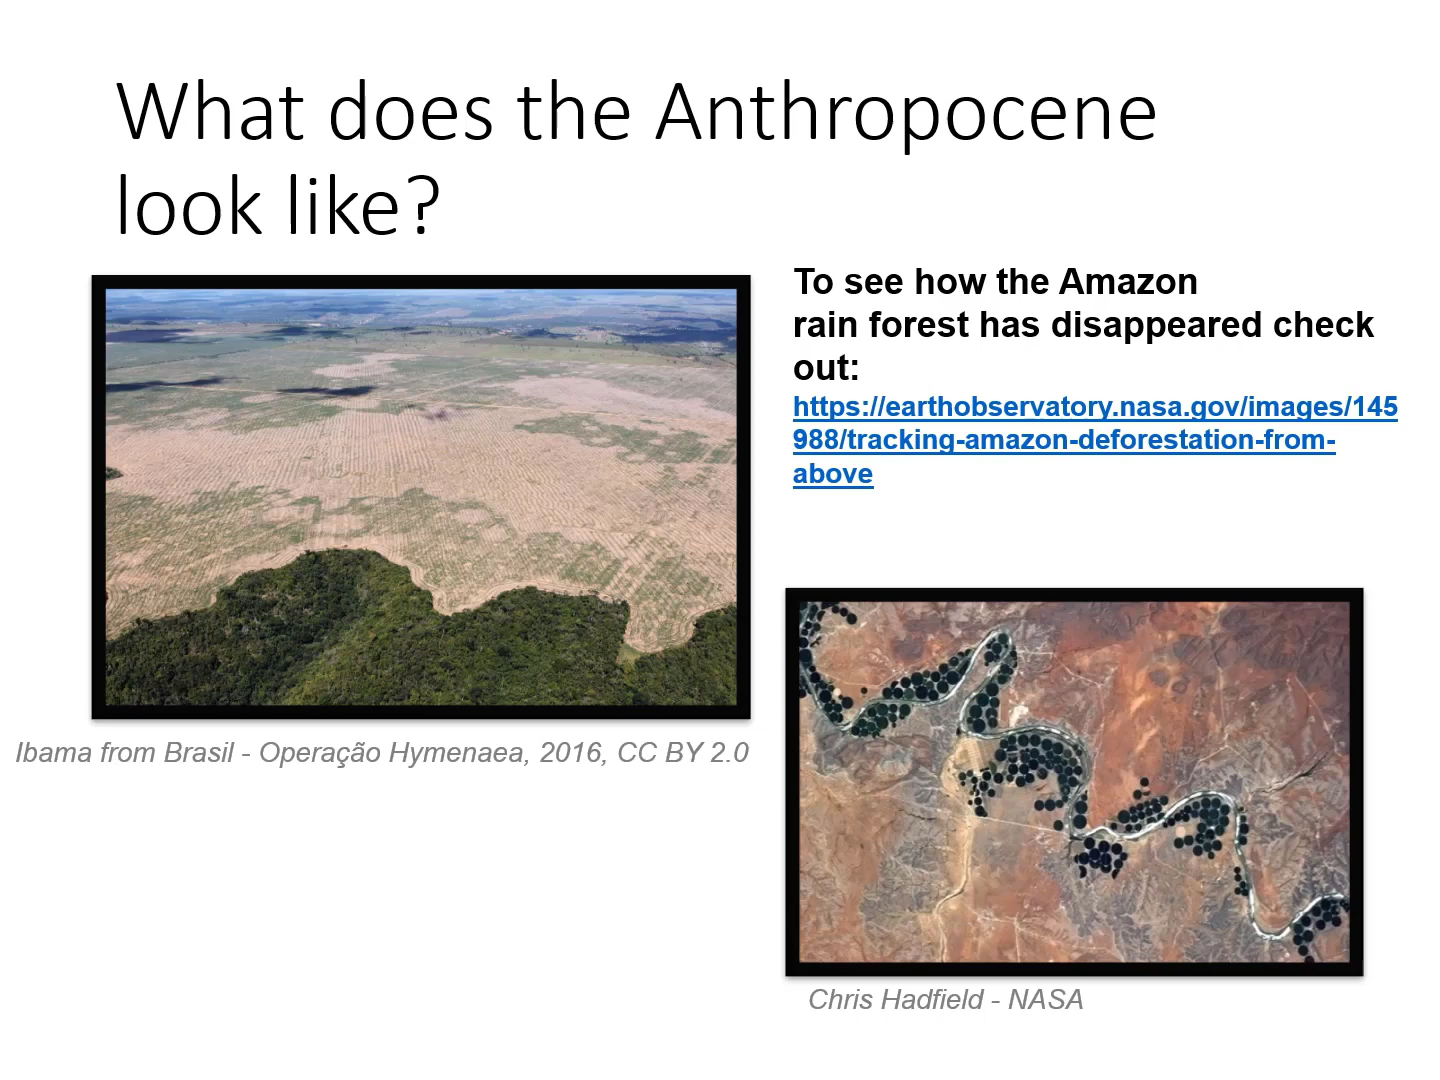 What does the Anthropocene
look like?
To see how the Amazon
rain forest has disappeared check
out:
https://earthobservatory.nasa.gov/images/145
988/tracking-amazon-deforestation-from-
above
Ibama from Brasil - Operação Hymenaea, 2016, CC BY 2.0
Chris Hadfield - NASA